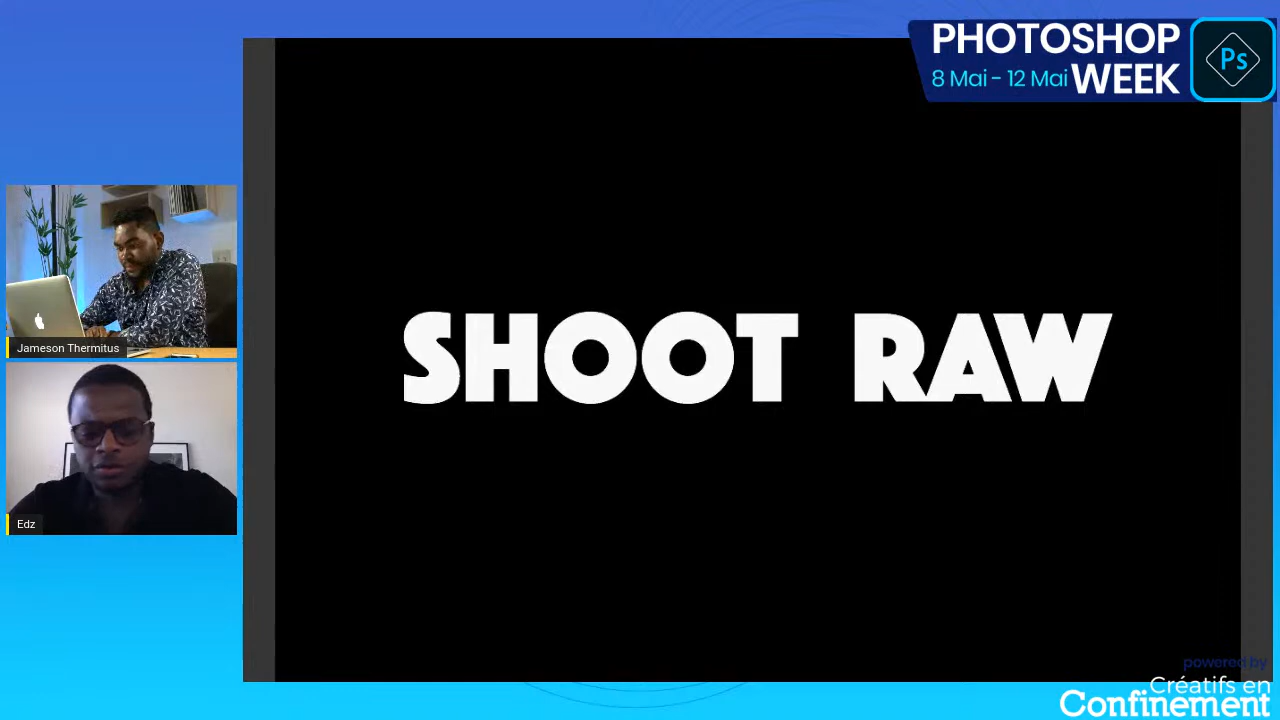 PHOTOSHOP
8 Mai - 12 Mai WEEK
Ps
SHOOT RAW
Jameson Thermitus
Edz
powered by
Créatifs en
Confinement